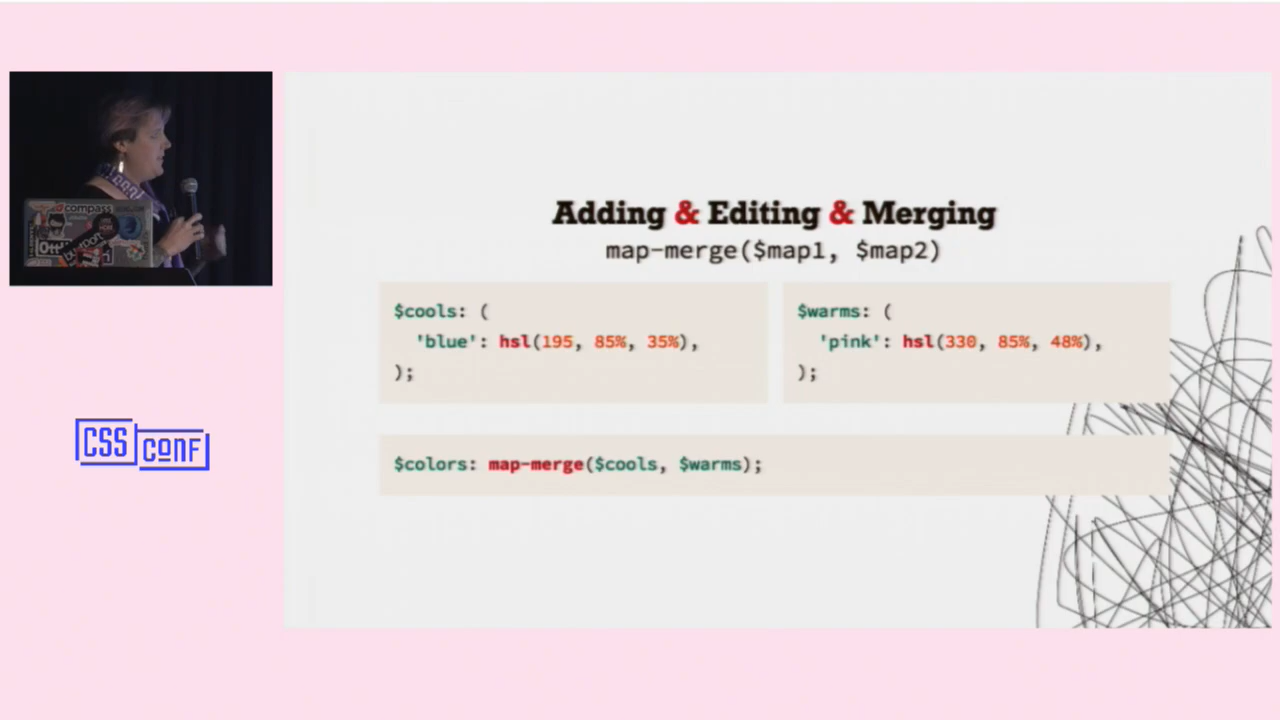 compass
CSS
CONF
Adding & Editing & Merging
map-merge($map1, $map2)
$cools: (
'blue': hsl(195, 85%, 35%),
);
$warms: (
'pink': hsl(330, 85%, 48%),
);
$colors: map-merge($cools, $warms);